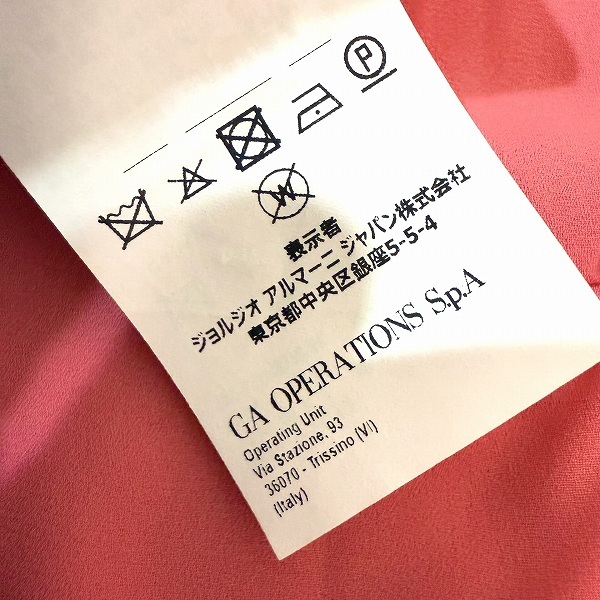 P
W
表示者
ジョルジオ アルマーニ ジャパン株式会社
東京都中央区銀座5-5-4
GA OPERATIONS S.p.A
Operating Unit
Via Stazione, 93
36070 - Trissino (VI)
(Italy)